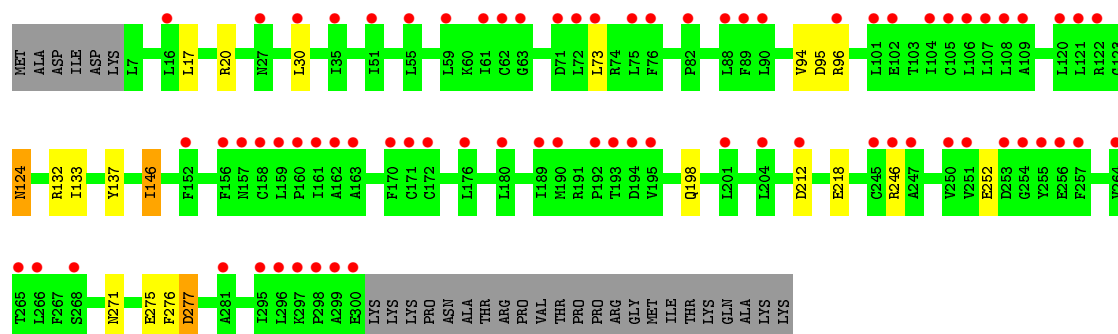 MET ALA ASP ILE ASP LYS L7 L16 L17 R20 N27 L30 I35 I51 L55 L59 K60 I61 C62 G63 D71 L72 L73 R74 L75 F76 P82 L88 F89 L90 V94 D95 R96 L101 E102 T103 I104 C105 L106 L107 L108 A109 L120 L121 R122
N124 R132 I133 Y137 I146 F152 F156 N157 C158 L159 P160 I161 A162 A163 F170 C171 C172 L176 L180 I189 M190 R191 P192 T193 D194 V195 Q198 L201 L204 D212 E218 C245 R246 A247 V250 V251 E252 D253 G254 Y255 E256 F257
T265 L266 F267 S268 N271 E275 F276 D277 A281 I295 L296 K297 P298 A299 E300 LYS LYS LYS PRO ASN ALA THR ARG PRO VAL THR PRO PRO ARG GLY MET ILE THR LYS GLN ALA LYS LYS